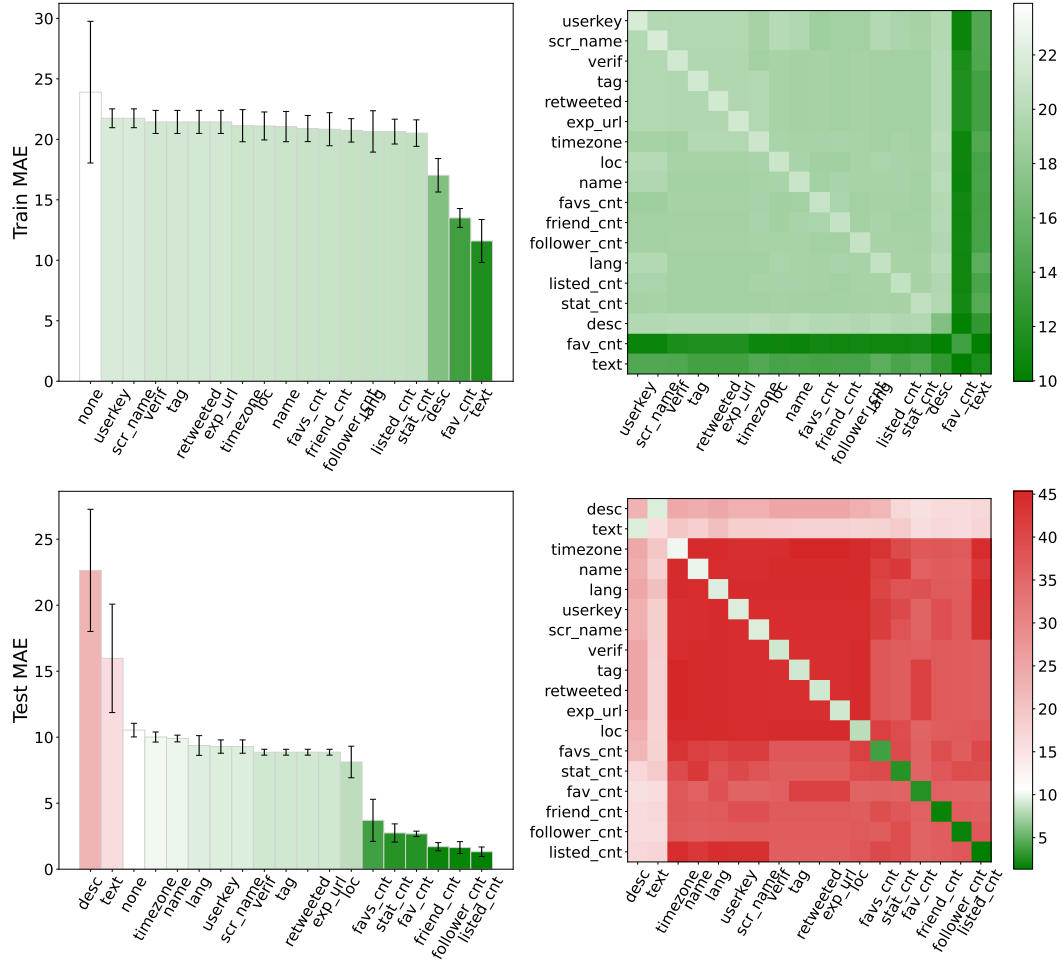 Train MAE
30
25
20
15
10
5
0
none
userkey
scr_name
verif
tag
retweeted
exp_url
timezone
loc
name
favs_cnt
friend_cnt
follower_cnt
lang
listed_cnt
stat_cnt
desc
fav_cnt
text
userkey
scr_name
verif
tag
retweeted
exp_url
timezone
loc
name
favs_cnt
friend_cnt
follower_cnt
lang
listed_cnt
stat_cnt
desc
fav_cnt
text
userkey
scr_name
verif
tag
retweeted
exp_url
timezone
loc
name
favs_cnt
friend_cnt
follower_cnt
lang
listed_cnt
stat_cnt
desc
fav_cnt
text
22
20
18
16
14
12
10
Test MAE
25
20
15
10
5
0
desc
text
none
timezone
name
lang
userkey
scr_name
verif
tag
retweeted
exp_url
loc
favs_cnt
stat_cnt
fav_cnt
friend_cnt
follower_cnt
listed_cnt
desc
text
timezone
name
lang
userkey
scr_name
verif
tag
retweeted
exp_url
loc
favs_cnt
stat_cnt
fav_cnt
friend_cnt
follower_cnt
listed_cnt
desc
text
timezone
name
lang
userkey
scr_name
verif
tag
retweeted
exp_url
loc
favs_cnt
stat_cnt
fav_cnt
friend_cnt
follower_cnt
listed_cnt
45
40
35
30
25
20
15
10
5